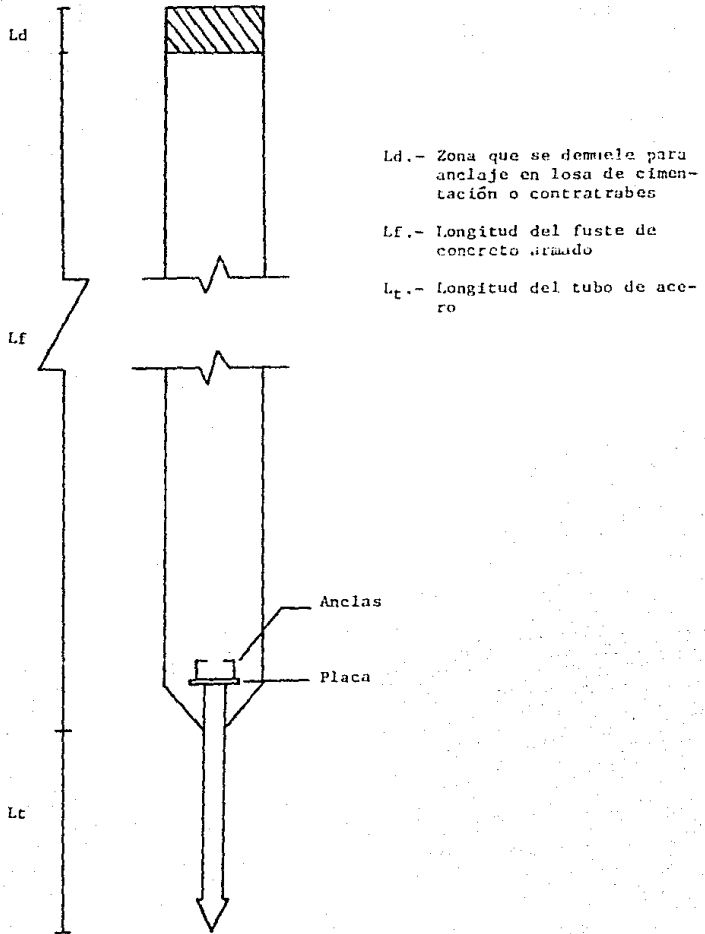 Ld
Ld.- Zona que se demuele para
anclaje en losa de cimen-
tación o contratrabes
Lf.- Longitud del fuste de
concreto armado
Lt.- Longitud del tubo de ace-
ro
Lf
Anclas
Placa
Lt